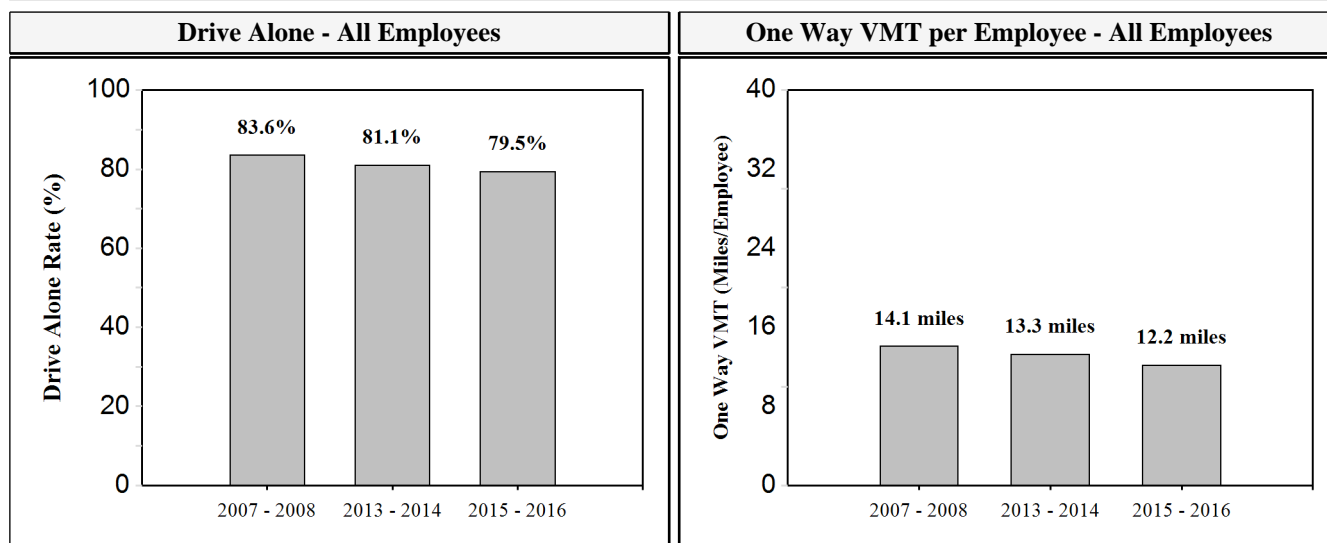 Drive Alone - All Employees
Drive Alone Rate (%)
100
80
60
40
20
0
83.6%
81.1%
79.5%
2007 - 2008
2013 - 2014
2015 - 2016
One Way VMT per Employee - All Employees
One Way VMT (Miles/Employee)
40
32
24
16
8
0
14.1 miles
13.3 miles
12.2 miles
2007 - 2008
2013 - 2014
2015 - 2016